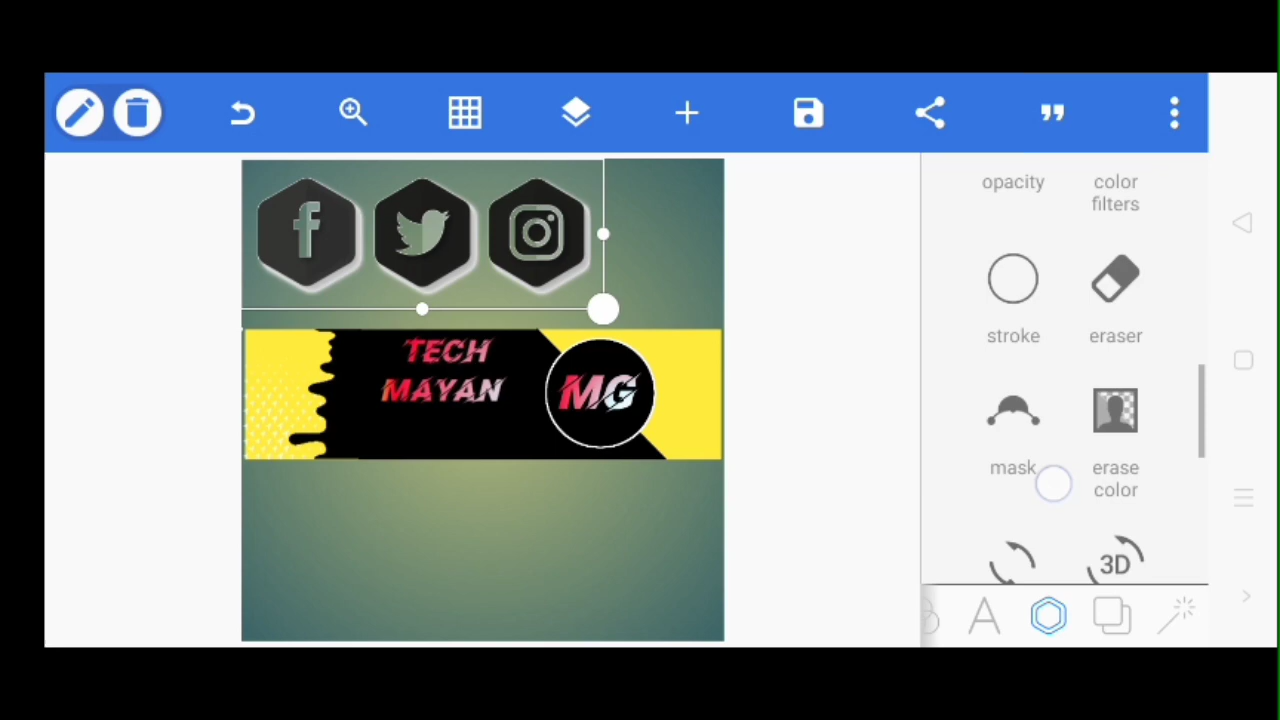 opacity
color
filters
stroke
eraser
TECH
MAYAN
MG
mask
erase
color
3D